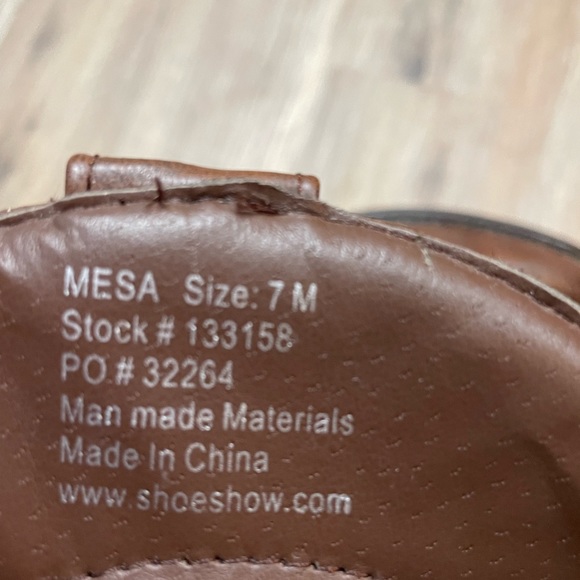 MESA Size: 7 M
Stock # 133158
PO # 32264
Man made Materials
Made In China
www.shoeshow.com